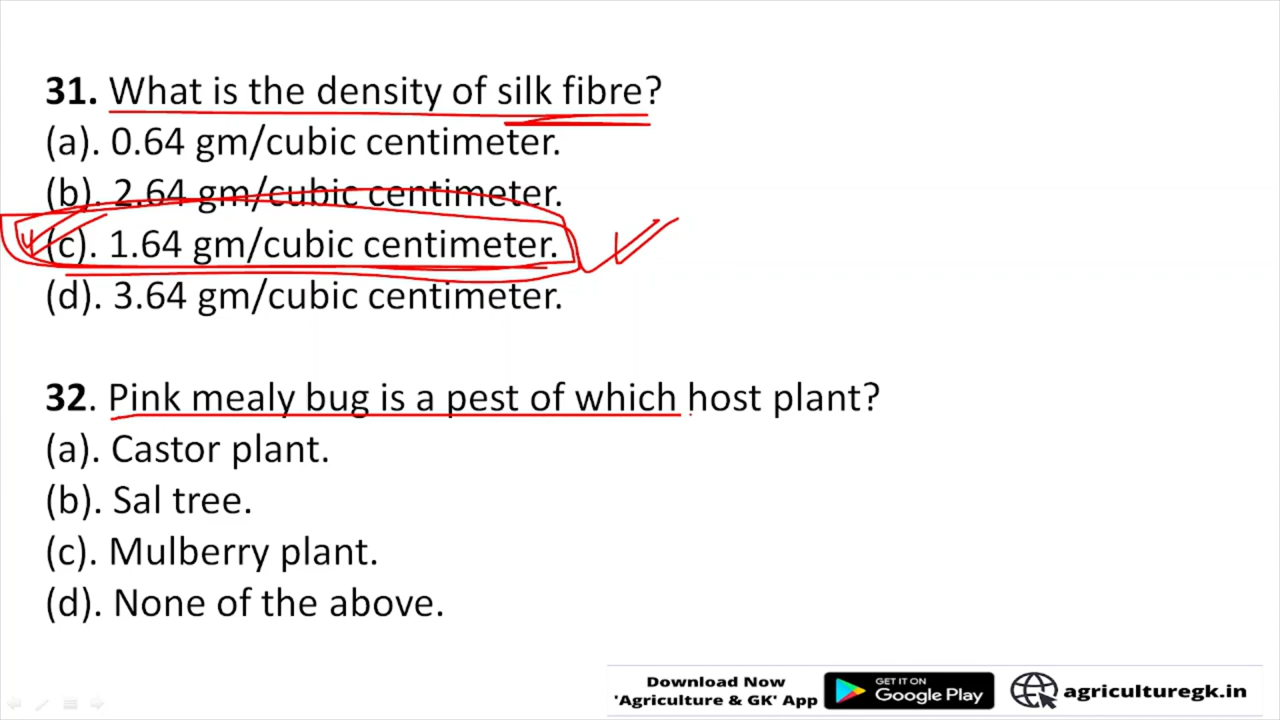 31. What is the density of silk fibre?
(a). 0.64 gm/cubic centimeter.
(b). 2.64 gm/cubic centimeter.
(c). 1.64 gm/cubic centimeter.
(d). 3.64 gm/cubic centimeter.
32. Pink mealy bug is a pest of which host plant?
(a). Castor plant.
(b). Sal tree.
(c). Mulberry plant.
(d). None of the above.
Download Now
'Agriculture & GK' App
GET IT ON
Google Play
agriculturegk.in